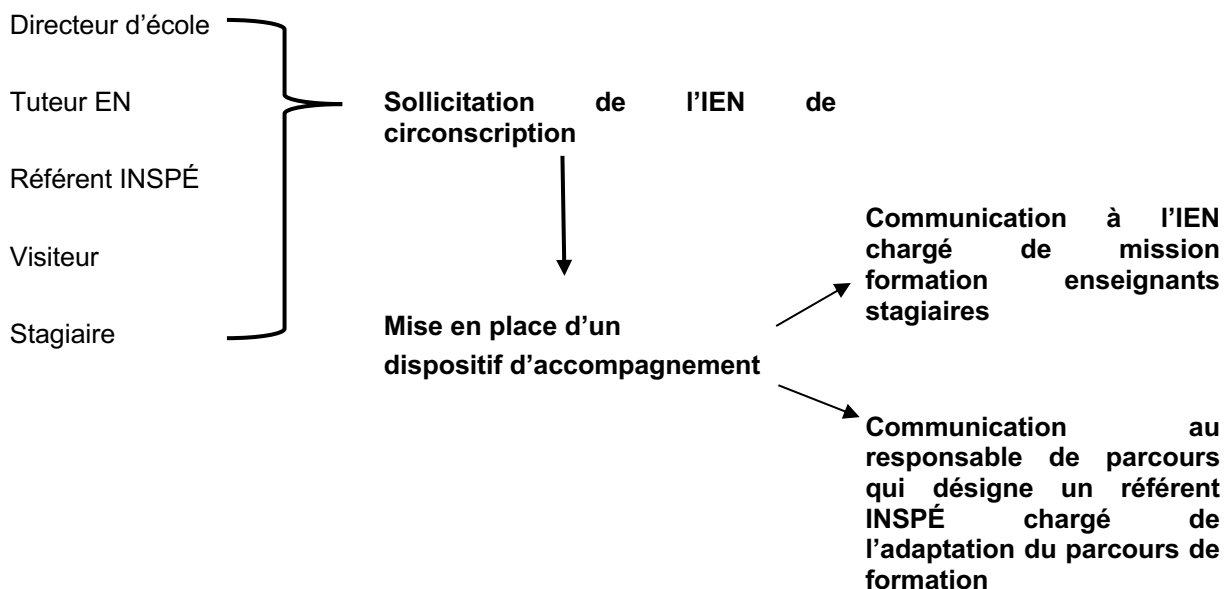 Directeur d’école
Tuteur EN
Référent INSPÉ
Visiteur
Stagiaire
Sollicitation de l’IEN de
circonscription
Mise en place d’un
dispositif d’accompagnement
Communication à l’IEN
chargé de mission
formation enseignants
stagiaires
Communication au
responsable de parcours
qui désigne un référent
INSPÉ chargé de
l’adaptation du parcours de
formation